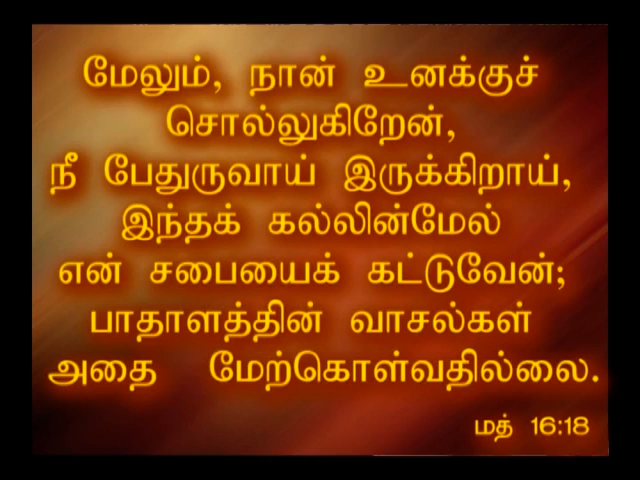 மேலும், நான் உனக்குச்
சொல்லுகிறேன்,
நீ பேதுருவாய் இருக்கிறாய்,
இந்தக் கல்லின்மேல்
என் சபையைக் கட்டுவேன்;
பாதாளத்தின் வாசல்கள்
அதை மேற்கொள்வதில்லை.
மத் 16:18